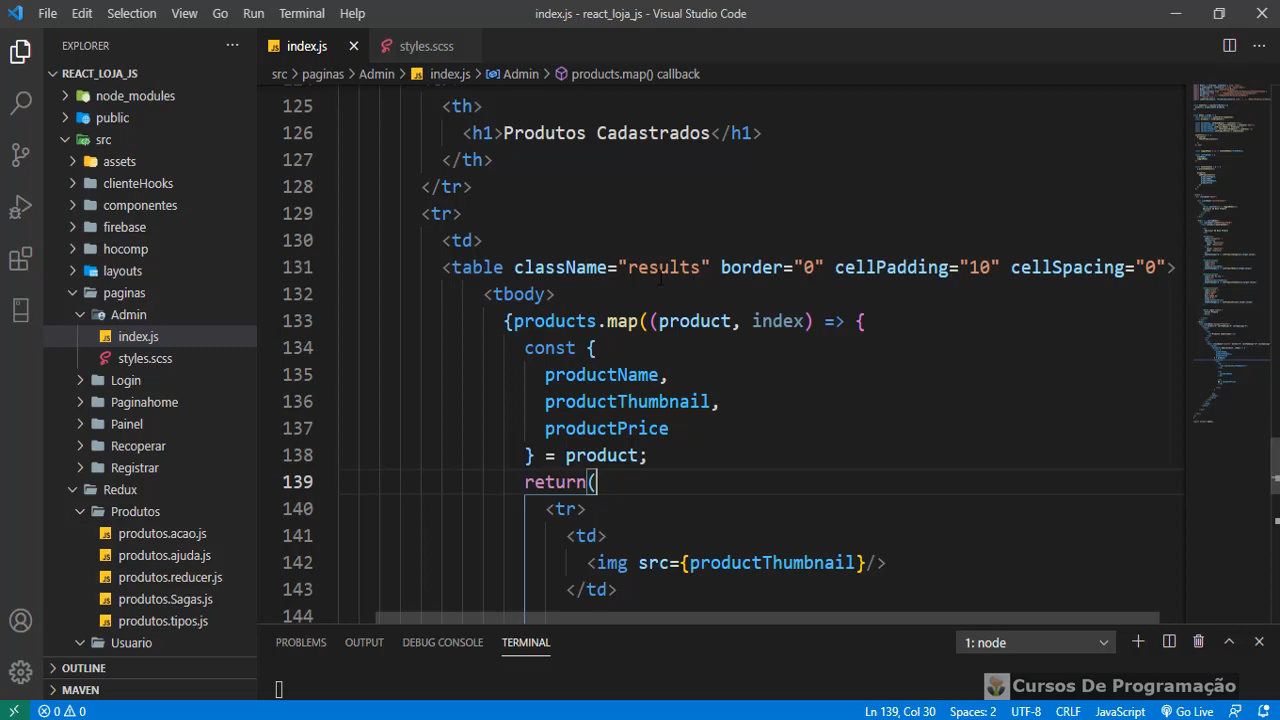 File Edit Selection View Go Run Terminal Help
index.js - react_loja_js - Visual Studio Code
EXPLORER
REACT_LOJA_JS
node_modules
public
src
assets
clienteHooks
componentes
firebase
hocomp
layouts
paginas
Admin
index.js
styles.scss
Login
Paginahome
Painel
Recoperar
Registrar
Redux
Produtos
produtos.acao.js
produtos.ajuda.js
produtos.reducer.js
produtos.Sagas.js
produtos.tipos.js
Usuario
OUTLINE
MAVEN
index.js styles.scss
src > paginas > Admin > index.js > Admin > products.map() callback
125 <th>
126 <h1>Produtos Cadastrados</h1>
127 </th>
128 </tr>
129 <tr>
130 <td>
131 <table className="results" border="0" cellPadding="10" cellSpacing="0">
132 <tbody>
133 {products.map((product, index) => {
134 const {
135 productName,
136 productThumbnail,
137 productPrice
138 } = product;
139 return(
140 <tr>
141 <td>
142 <img src={productThumbnail}/>
143 </td>
144
PROBLEMS OUTPUT DEBUG CONSOLE TERMINAL
1: node
Cursos De Programação
0 0
Ln 139, Col 30 Spaces: 2 UTF-8 CRLF JavaScript Go Live